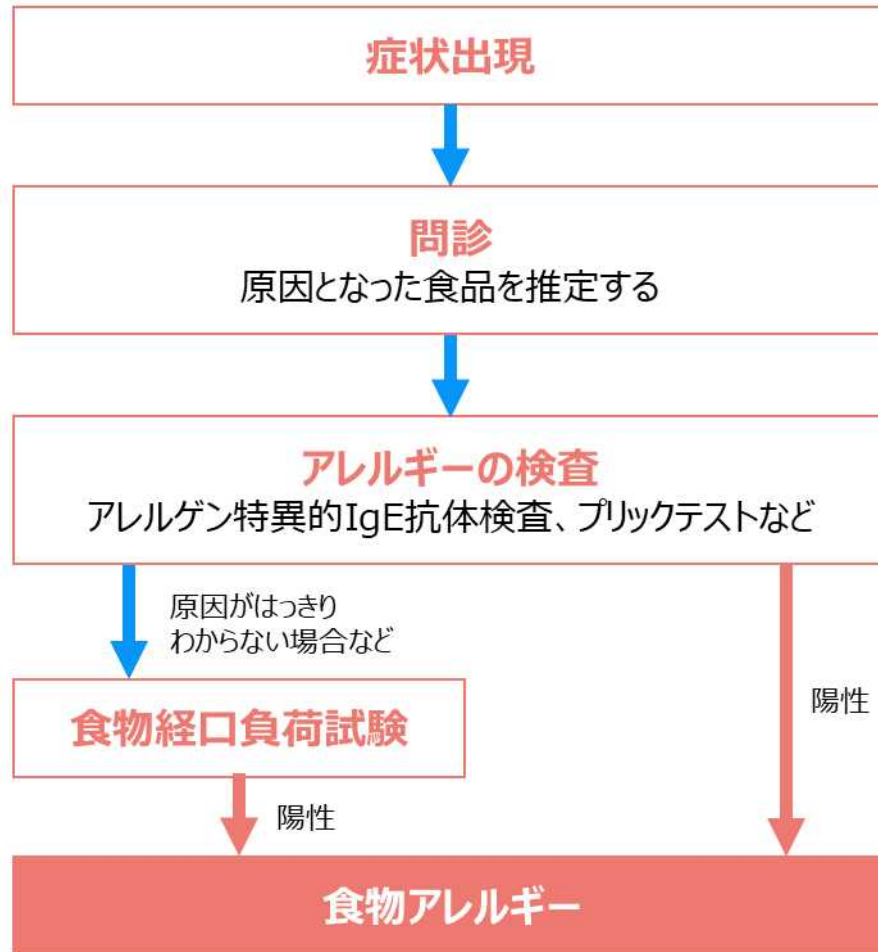 症状出現
問診
原因となった食品を推定する
アレルギーの検査
アレルゲン特異的IgE抗体検査、プリックテストなど
原因がはっきり
わからない場合など
食物経口負荷試験
陽性
陽性
食物アレルギー